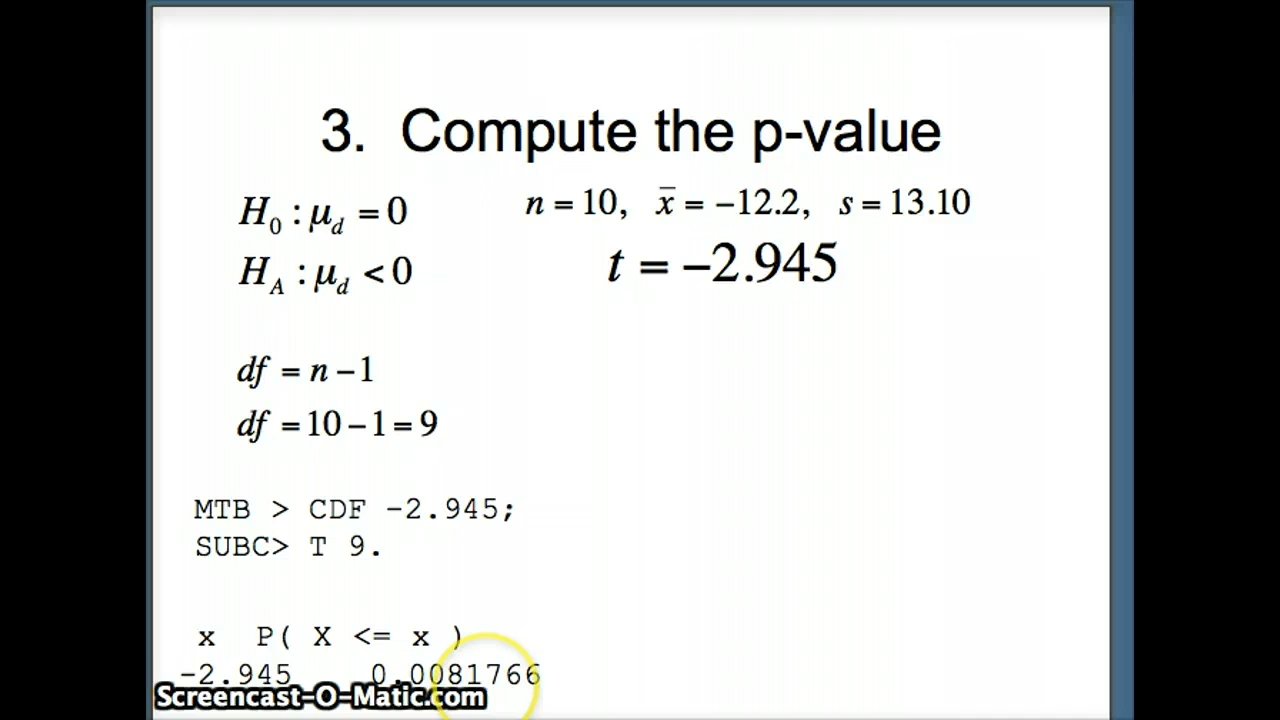 3. Compute the p-value
H₀ : μ_d = 0
n = 10, x̄ = −12.2, s = 13.10
H_A : μ_d < 0
t = −2.945
df = n − 1
df = 10 − 1 = 9
MTB > CDF -2.945;
SUBC> T 9.
x P( X <= x )
-2.945 0.0081766
Screencast-O-Matic.com